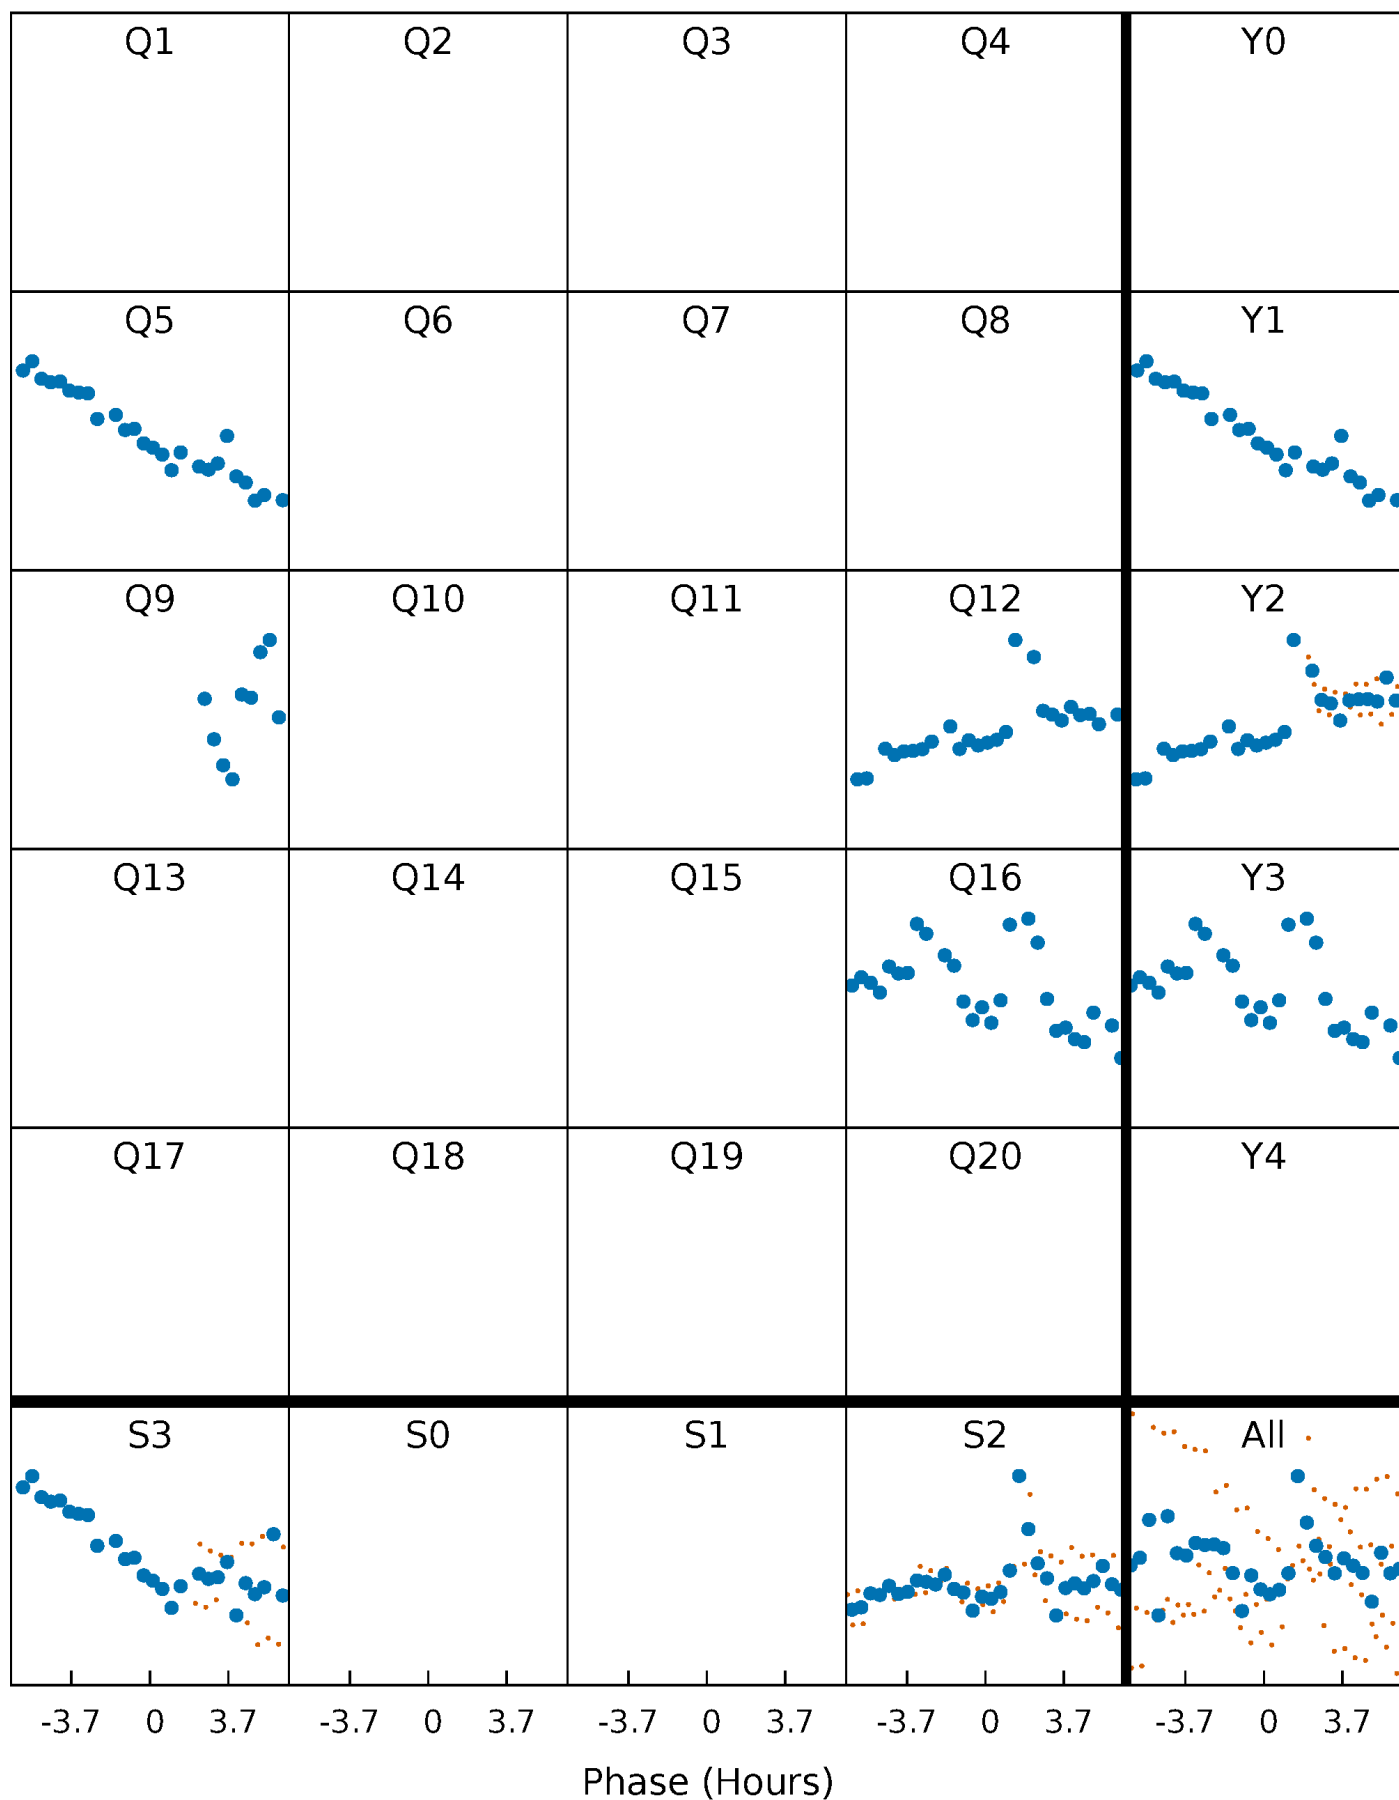 Q1 Q2 Q3 Q4 Y0
Q5 Q6 Q7 Q8 Y1
Q9 Q10 Q11 Q12 Y2
Q13 Q14 Q15 Q16 Y3
Q17 Q18 Q19 Q20 Y4
S3 S0 S1 S2 All
-3.7 0 3.7 -3.7 0 3.7 -3.7 0 3.7 -3.7 0 3.7 -3.7 0 3.7
Phase (Hours)